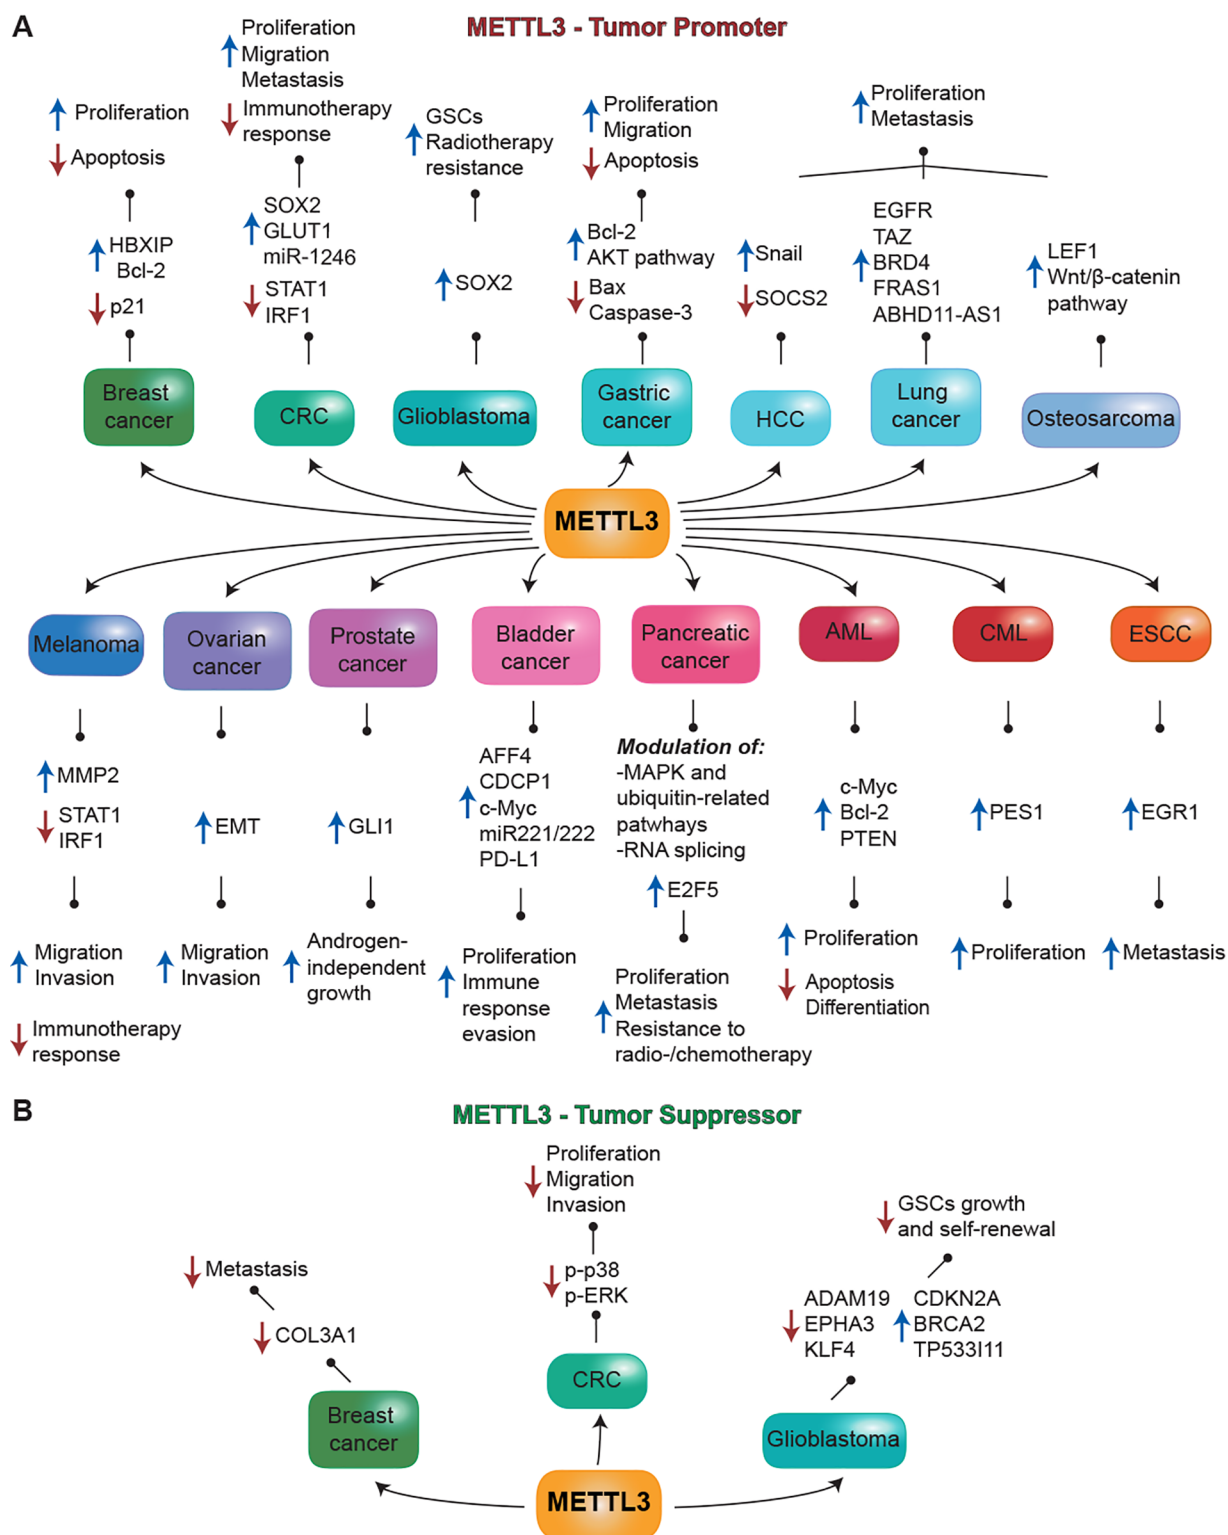 A
METTL3 - Tumor Promoter
Proliferation
Apoptosis
HBXIP
Bcl-2
p21
Breast
cancer
Proliferation
Migration
Metastasis
Immunotherapy
response
SOX2
GLUT1
miR-1246
STAT1
IRF1
CRC
GSCs
Radiotherapy
resistance
SOX2
Glioblastoma
Proliferation
Migration
Apoptosis
Bcl-2
AKT pathway
Bax
Caspase-3
Gastric
cancer
Proliferation
Metastasis
Snail
SOCS2
HCC
EGFR
TAZ
BRD4
FRAS1
ABHD11-AS1
Lung
cancer
LEF1
Wnt/β-catenin
pathway
Osteosarcoma
METTL3
Melanoma
MMP2
STAT1
IRF1
Migration
Invasion
Immunotherapy
response
Ovarian
cancer
EMT
Migration
Invasion
Prostate
cancer
GLI1
Androgen-
independent
growth
Bladder
cancer
AFF4
CDCP1
c-Myc
miR221/222
PD-L1
Proliferation
Immune
response
evasion
Pancreatic
cancer
Modulation of:
-MAPK and
ubiquitin-related
patwhays
-RNA splicing
E2F5
Proliferation
Metastasis
Resistance to
radio-/chemotherapy
AML
c-Myc
Bcl-2
PTEN
Proliferation
Apoptosis
Differentiation
CML
PES1
Proliferation
ESCC
EGR1
Metastasis
B
METTL3 - Tumor Suppressor
Metastasis
COL3A1
Breast
cancer
Proliferation
Migration
Invasion
p-p38
p-ERK
CRC
GSCs growth
and self-renewal
ADAM19
EPHA3
KLF4
CDKN2A
BRCA2
TP533I11
Glioblastoma
METTL3